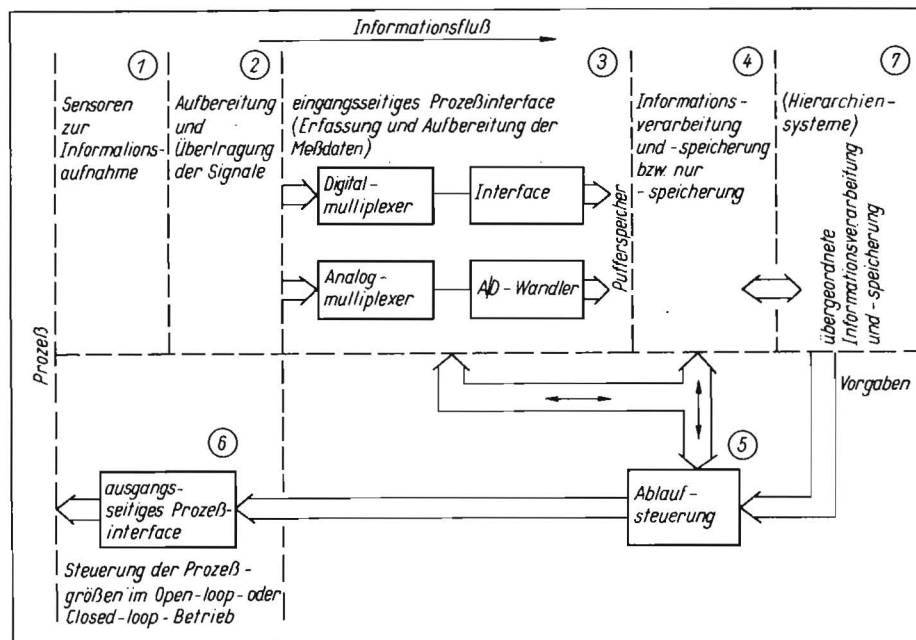 Informationsfluß
1
2
3
4
7
Sensoren
zur
Informations-
aufnahme
Aufbereitung
und
Übertragung
der Signale
eingangsseitiges Prozeßinterface
(Erfassung und Aufbereitung der
Meßdaten)
Digital-
multiplexer
Interface
Analog-
multiplexer
A/D-Wandler
Pufferspeicher
Informations-
verarbeitung
und -speicherung
bzw. nur
-speicherung
(Hierarchien-
systeme)
übergeordnete
Informationsverarbeitung
und -speicherung
Prozeß
Vorgaben
6
5
ausgangs-
seitiges Prozeß-
interface
Ablauf-
steuerung
Steuerung der Prozeß-
größen im Open-loop-oder
Closed-loop-Betrieb